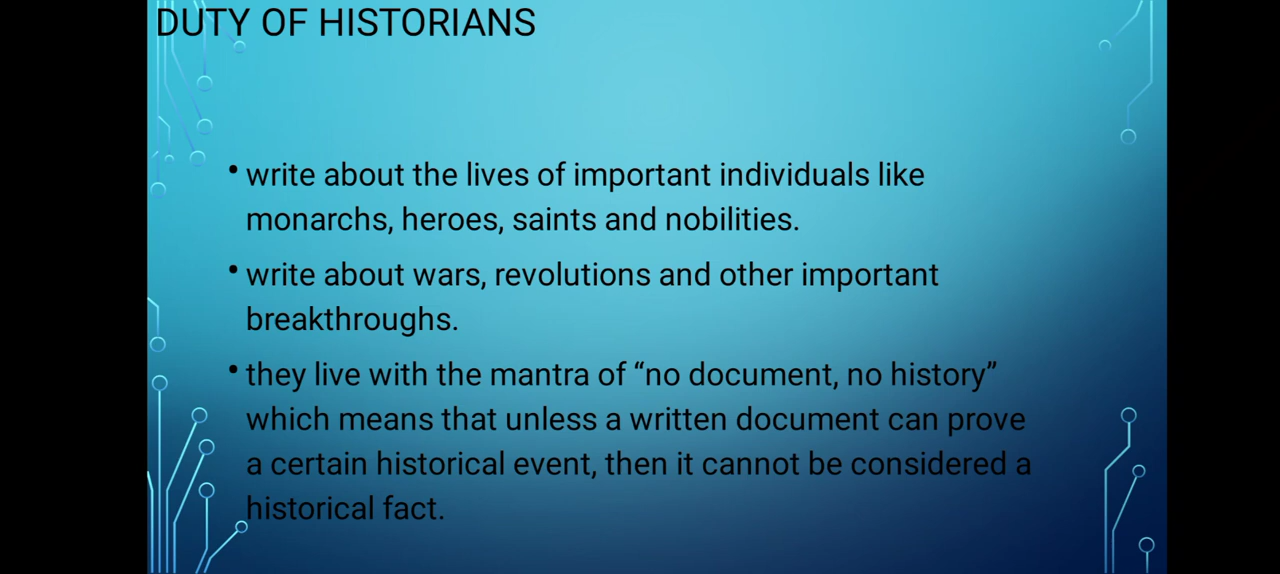 DUTY OF HISTORIANS
• write about the lives of important individuals like
monarchs, heroes, saints and nobilities.
• write about wars, revolutions and other important
breakthroughs.
• they live with the mantra of “no document, no history”
which means that unless a written document can prove
a certain historical event, then it cannot be considered a
historical fact.